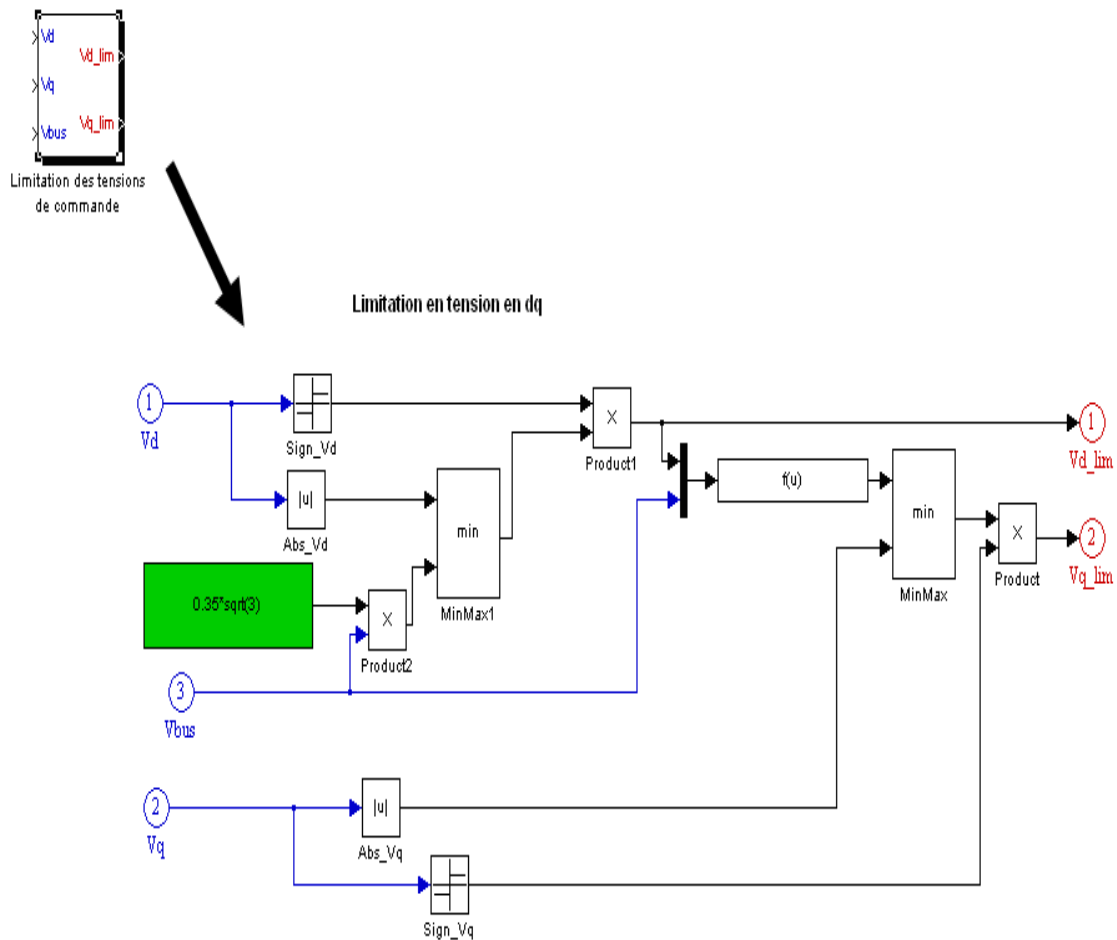 Vd
Vd_lim
Vq
Vq_lim
Vbus
Limitation des tensions
de commande
Limitation en tension en dq
1
Vd
Sign_Vd
|u|
Abs_Vd
0.35*sqrt(3)
X
Product2
min
MinMax1
X
Product1
f(u)
min
MinMax
X
Product
1
Vd_lim
2
Vq_lim
3
Vbus
2
Vq
|u|
Abs_Vq
Sign_Vq